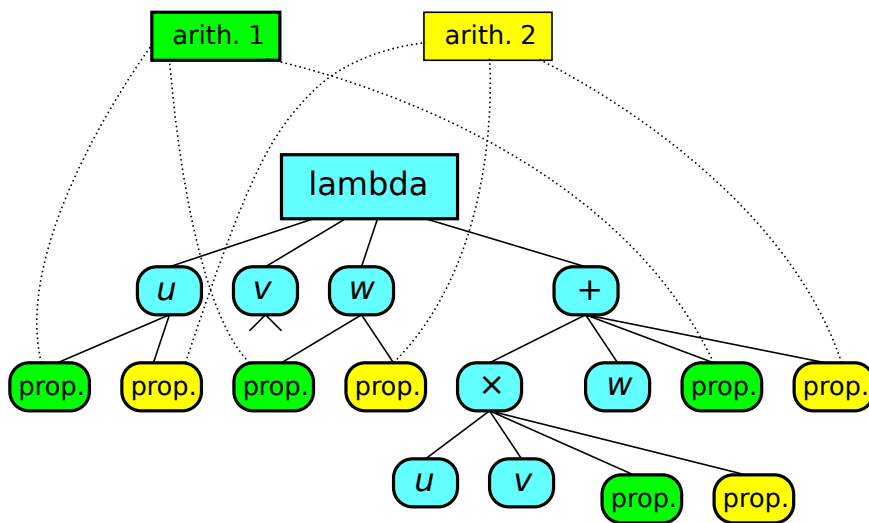 arith. 1 arith. 2
lambda
u v w +
prop. prop. prop. prop. × w prop. prop.
u v prop. prop.